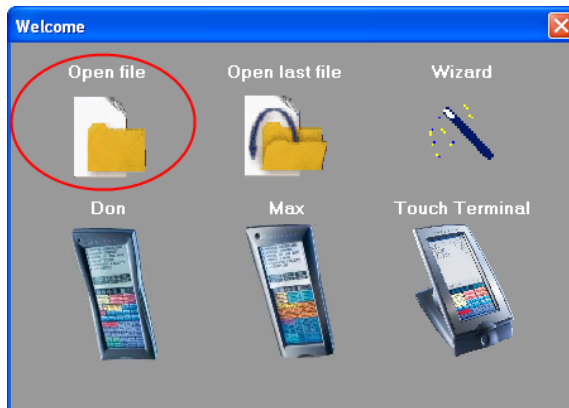 Welcome
Open file
Open last file
Wizard
Don
Max
Touch Terminal